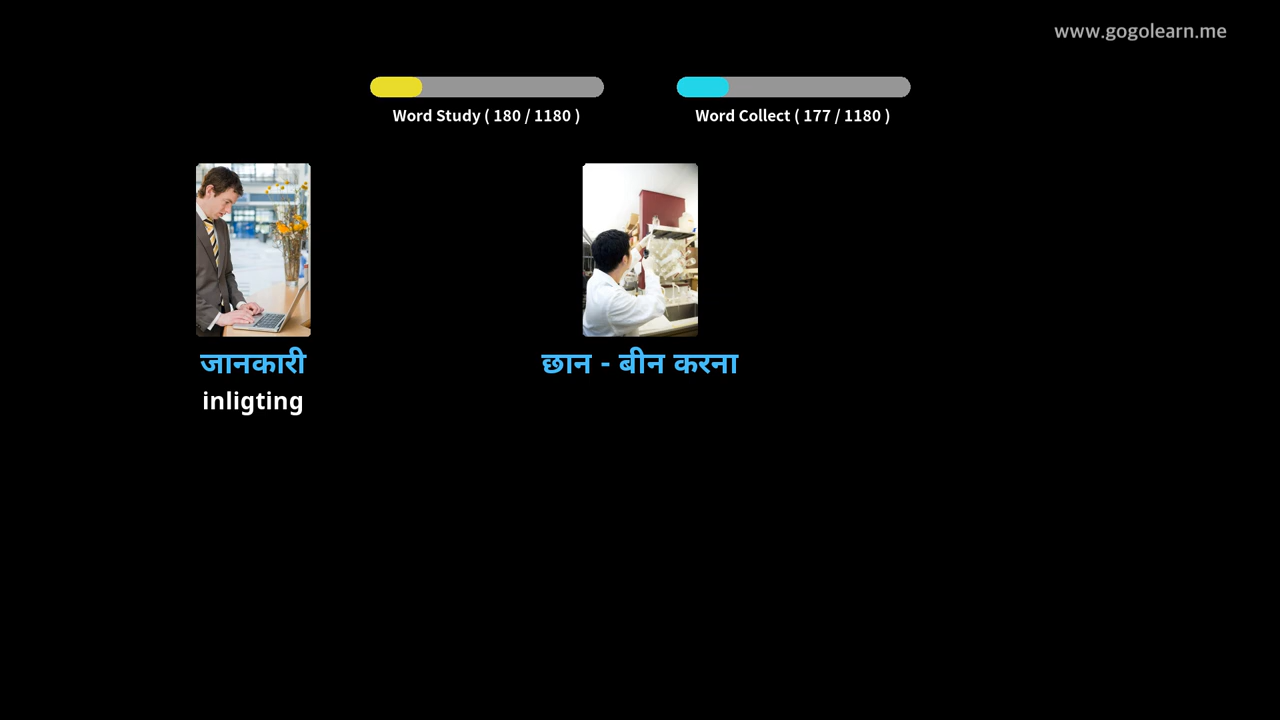 www.gogolearn.me
Word Study ( 180 / 1180 )
Word Collect ( 177 / 1180 )
जानकारी
inligting
छान - बीन करना